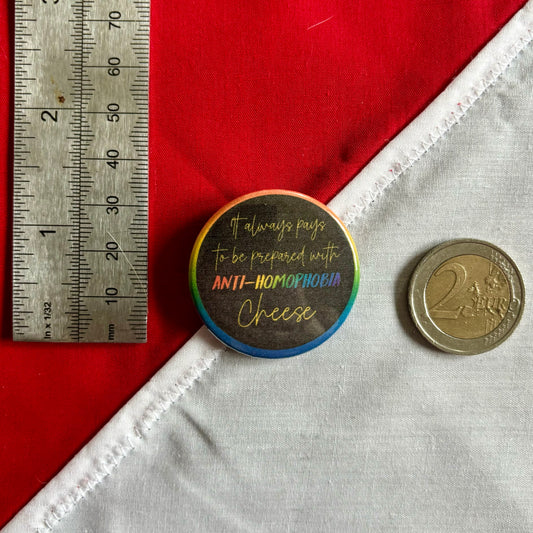 It always pays
to be prepared with
ANTI-HOMOPHOBIA
Cheese
2 EURO
70
60
50
40
30
20
10
mm
2
1
In x 1/32